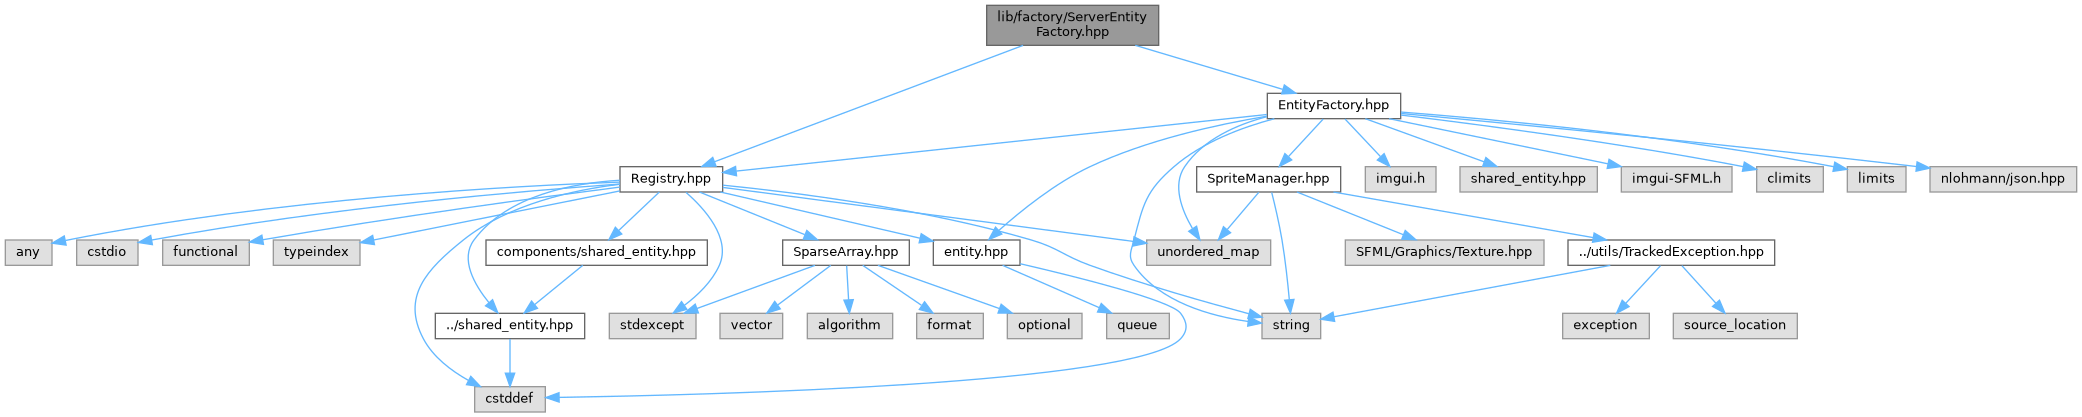 lib/factory/ServerEntity
Factory.hpp
EntityFactory.hpp
Registry.hpp
SpriteManager.hpp
imgui.h
shared_entity.hpp
imgui-SFML.h
climits
limits
nlohmann/json.hpp
any
cstdio
functional
typeindex
components/shared_entity.hpp
SparseArray.hpp
entity.hpp
unordered_map
SFML/Graphics/Texture.hpp
../utils/TrackedException.hpp
../shared_entity.hpp
stdexcept
vector
algorithm
format
optional
queue
string
exception
source_location
cstddef